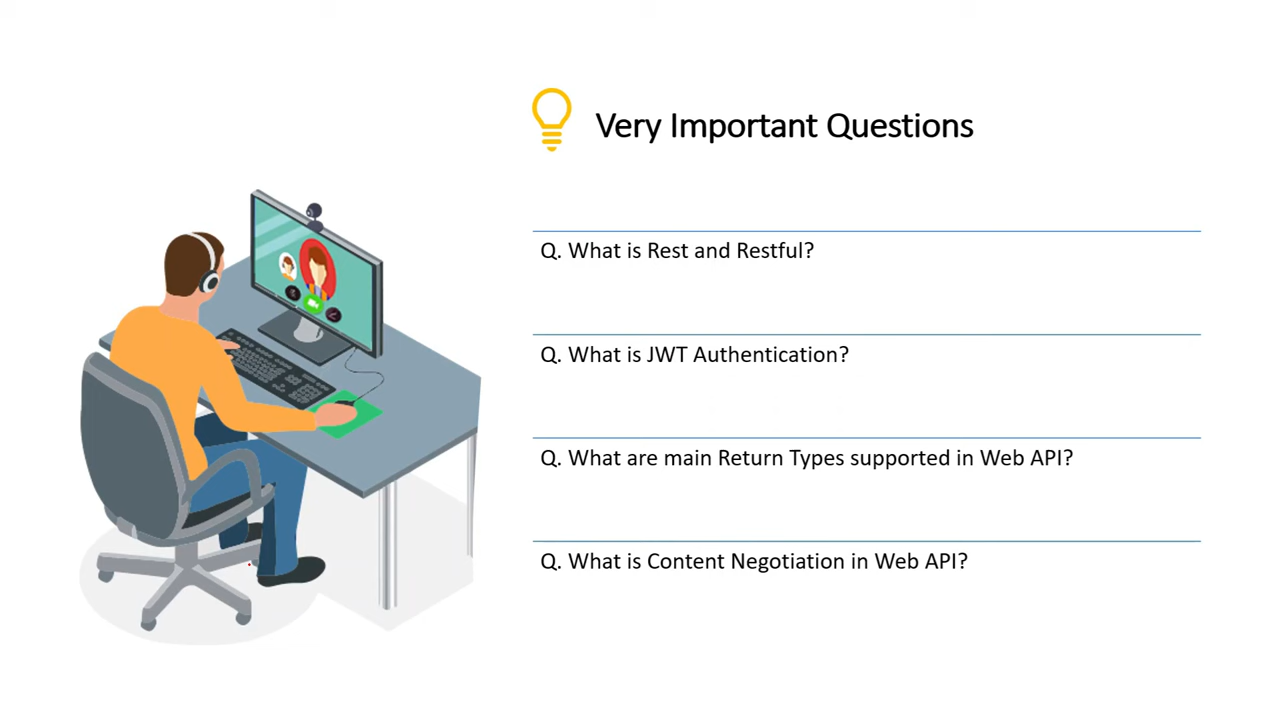 Very Important Questions
Q. What is Rest and Restful?
Q. What is JWT Authentication?
Q. What are main Return Types supported in Web API?
Q. What is Content Negotiation in Web API?